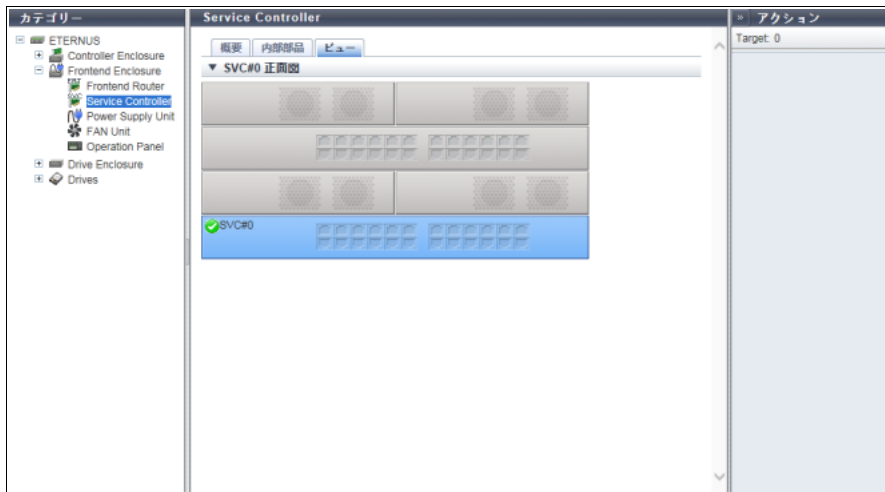 カテゴリー
ETERNUS
Controller Enclosure
Frontend Enclosure
Frontend Router
Service Controller
Power Supply Unit
FAN Unit
Operation Panel
Drive Enclosure
Drives
Service Controller
概要 内部部品 ビュー
▼ SVC#0 正面図
SVC#0
» アクション
Target: 0